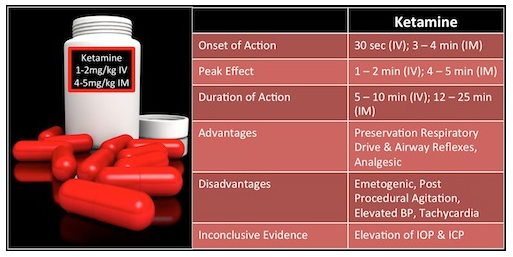 Ketamine
1-2mg/kg IV
4-5mg/kg IM
Ketamine
Onset of Action
30 sec (IV); 3 – 4 min (IM)
Peak Effect
1 – 2 min (IV); 4 – 5 min (IM)
Duration of Action
5 – 10 min (IV); 12 – 25 min
(IM)
Advantages
Preservation Respiratory
Drive & Airway Reflexes,
Analgesic
Disadvantages
Emetogenic, Post
Procedural Agitation,
Elevated BP, Tachycardia
Inconclusive Evidence
Elevation of IOP & ICP